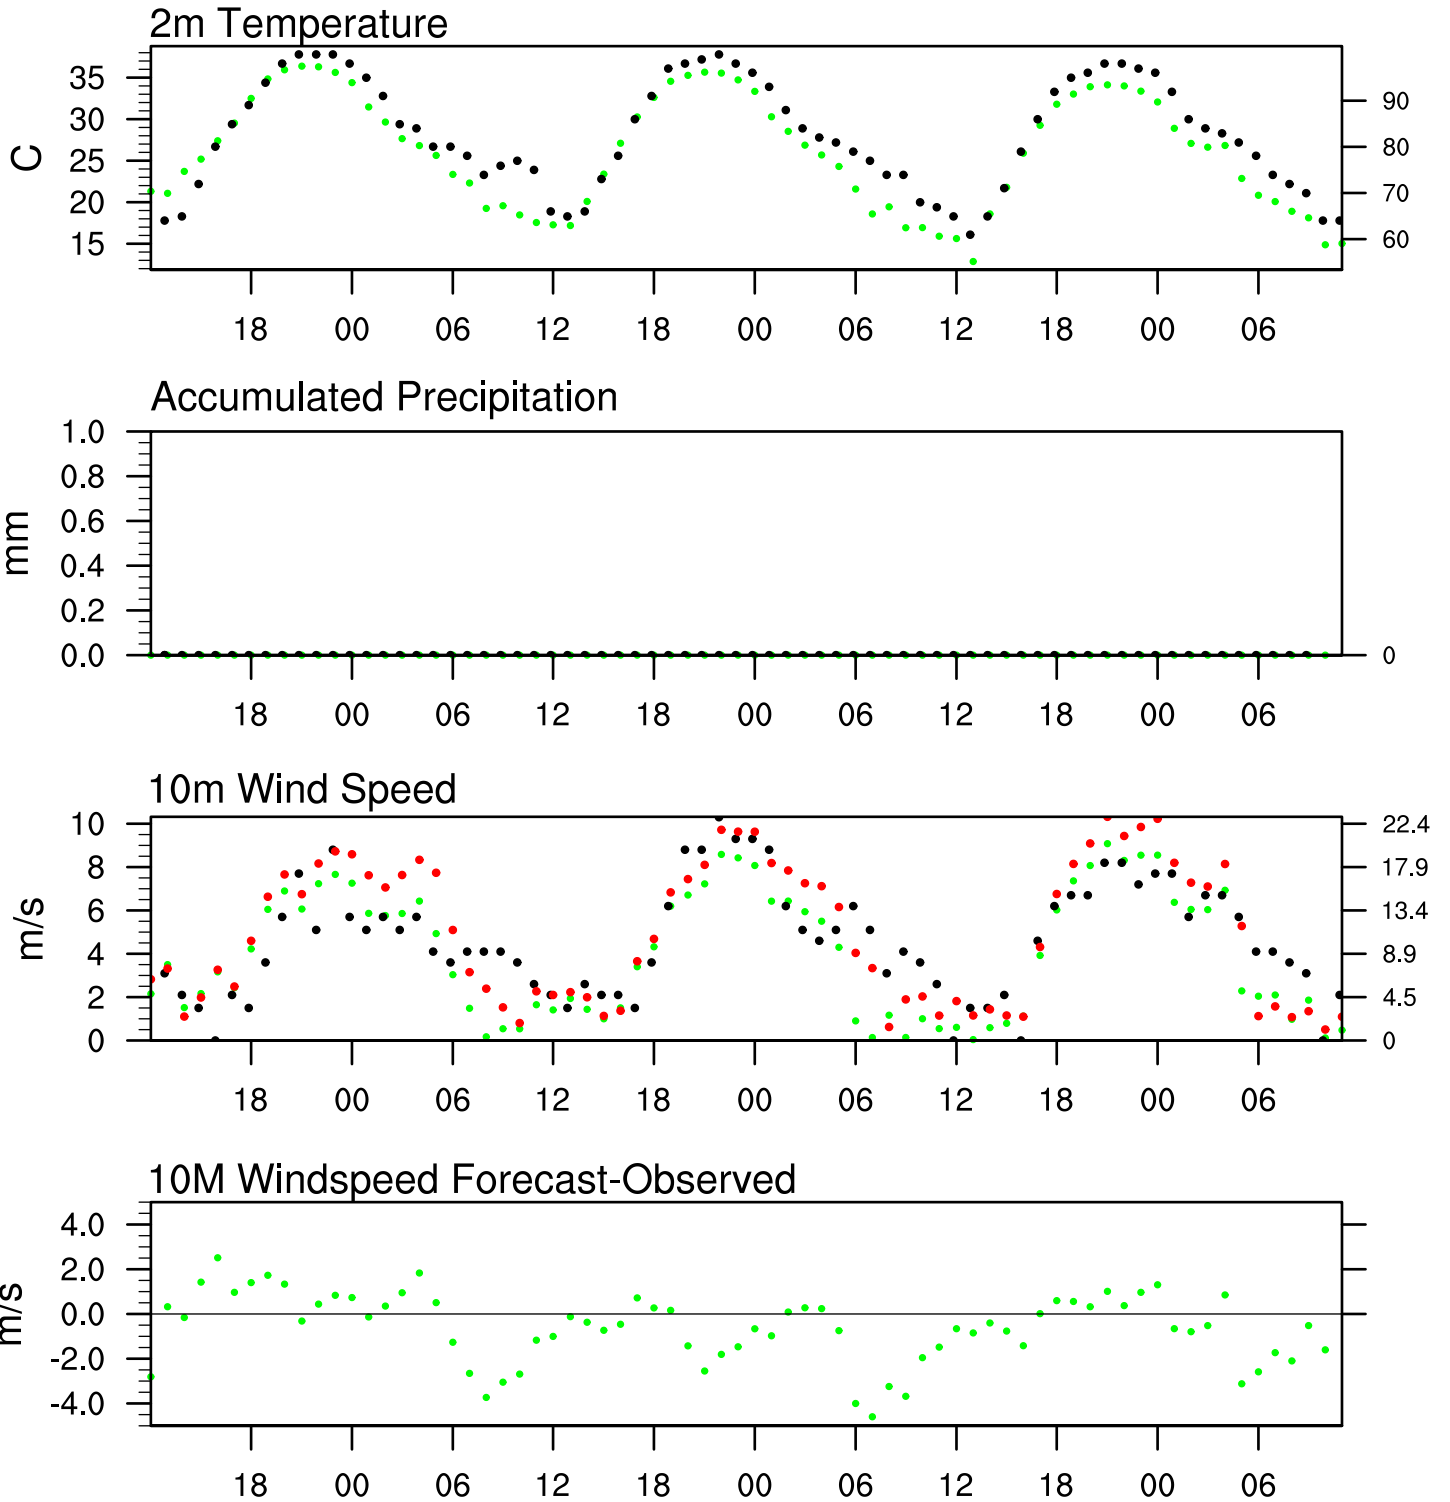 2m Temperature
35
30
25
20
15
C
90
80
70
60
18 00 06 12 18 00 06 12 18 00 06
Accumulated Precipitation
1.0
0.8
0.6
0.4
0.2
0.0
mm
0
18 00 06 12 18 00 06 12 18 00 06
10m Wind Speed
10
8
6
4
2
0
m/s
22.4
17.9
13.4
8.9
4.5
0
18 00 06 12 18 00 06 12 18 00 06
10M Windspeed Forecast-Observed
4.0
2.0
0.0
-2.0
-4.0
m/s
18 00 06 12 18 00 06 12 18 00 06